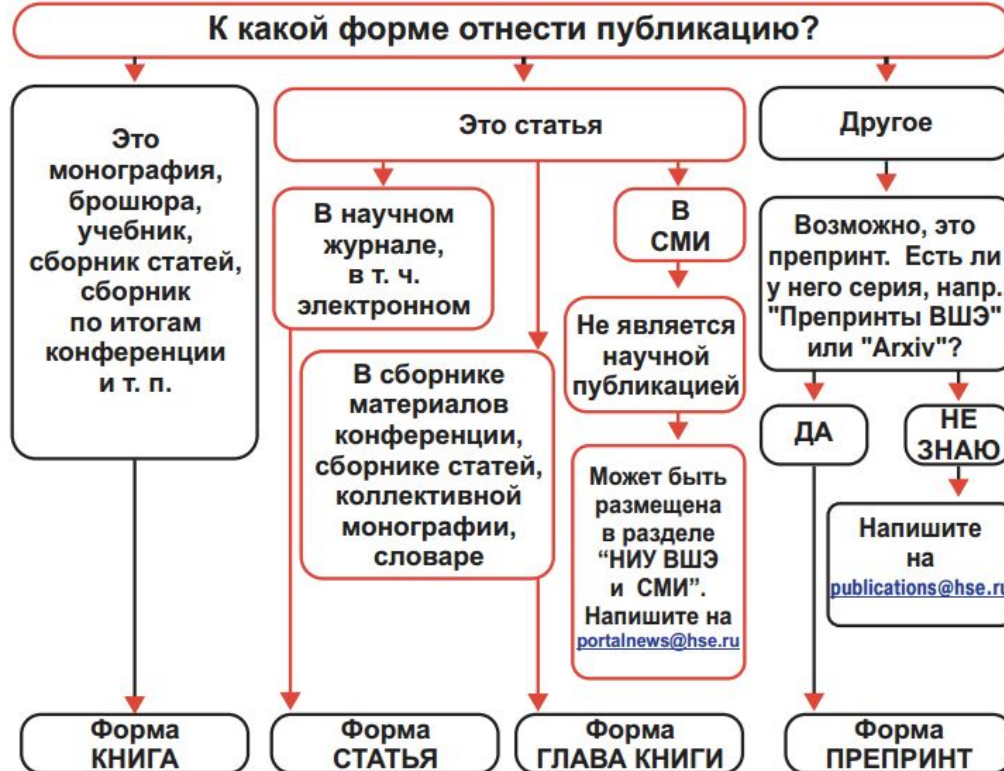 К какой форме отнести публикацию?
Это
монография,
брошюра,
учебник,
сборник статей,
сборник
по итогам
конференции
и т. п.
Это статья
Другое
В научном
журнале,
в т. ч.
электронном
В
СМИ
Возможно, это
препринт. Есть ли
у него серия, напр.
"Препринты ВШЭ"
или "Arxiv"?
В сборнике
материалов
конференции,
сборнике статей,
коллективной
монографии,
словаре
Не является
научной
публикацией
ДА
НЕ
ЗНАЮ
Может быть
размещена
в разделе
“НИУ ВШЭ
и СМИ”.
Напишите на
portalnews@hse.ru
Напишите
на
publications@hse.ru
Форма
КНИГА
Форма
СТАТЬЯ
Форма
ГЛАВА КНИГИ
Форма
ПРЕПРИНТ